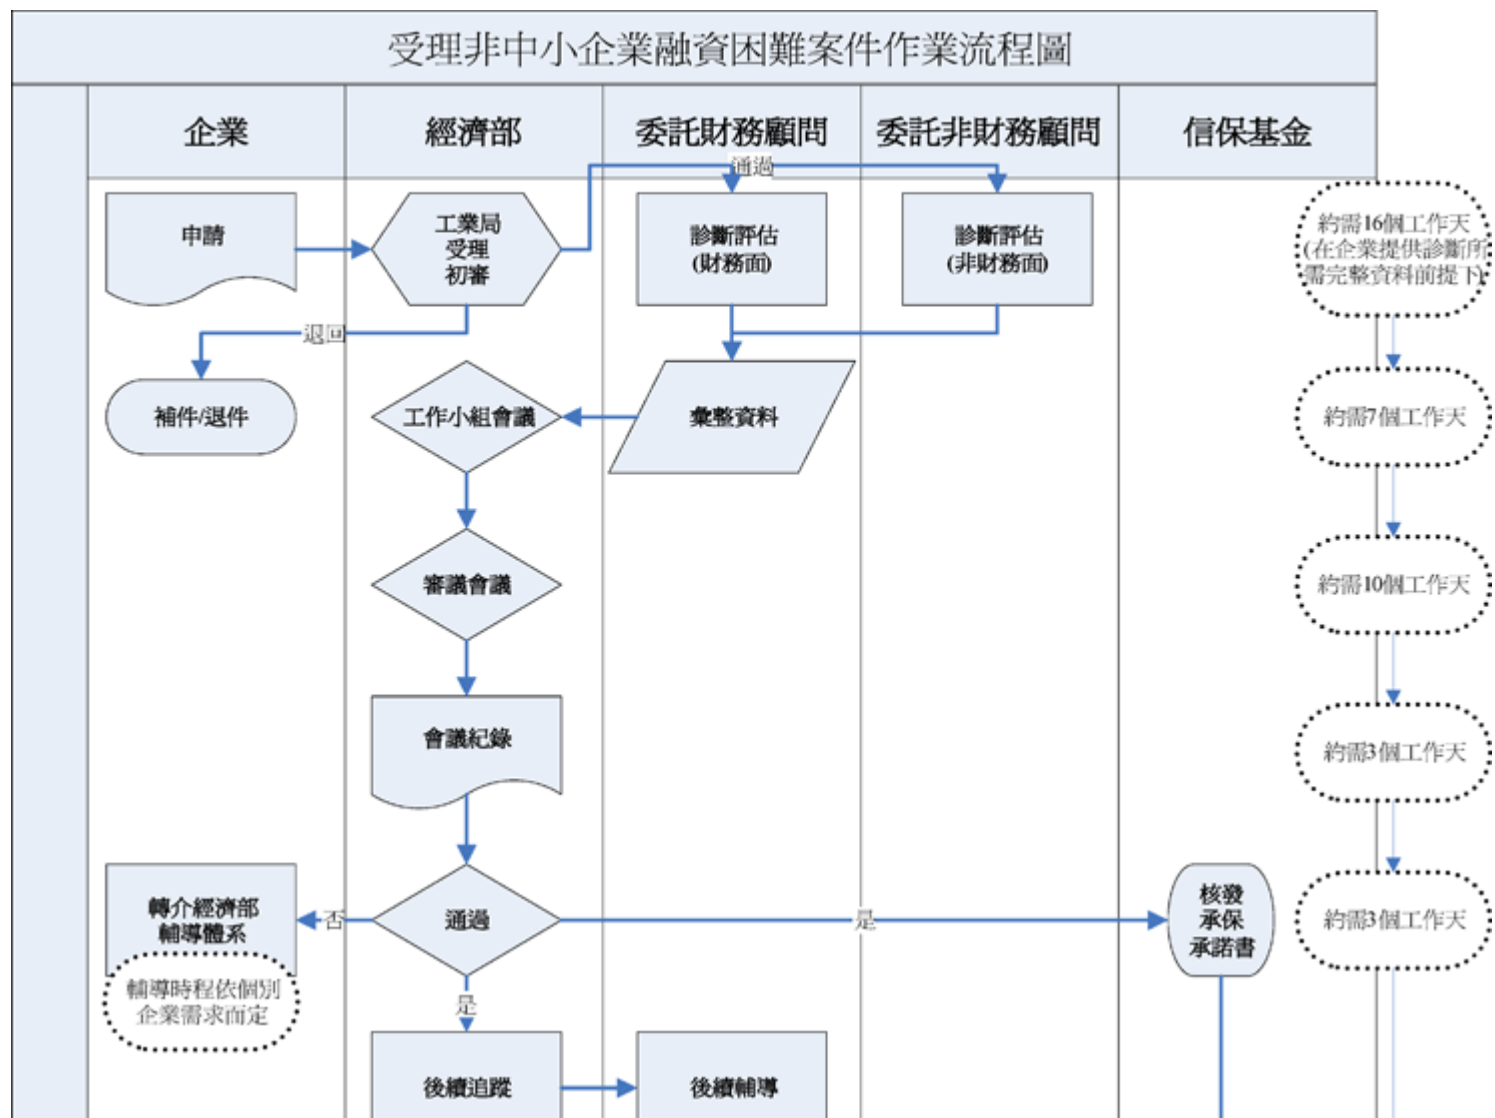 受理非中小企業融資困難案件作業流程圖
企業
經濟部
委託財務顧問
委託非財務顧問
信保基金
通過
申請
工業局
受理
初審
診斷評估
(財務面)
診斷評估
(非財務面)
約需16個工作天
(在企業提供診斷所
需完整資料前提下)
退回
補件/退件
工作小組會議
彙整資料
約需7個工作天
審議會議
約需10個工作天
會議紀錄
約需3個工作天
轉介經濟部
輔導體系
否
通過
是
核發
承保
承諾書
約需3個工作天
輔導時程依個別
企業需求而定
是
後續追蹤
後續輔導